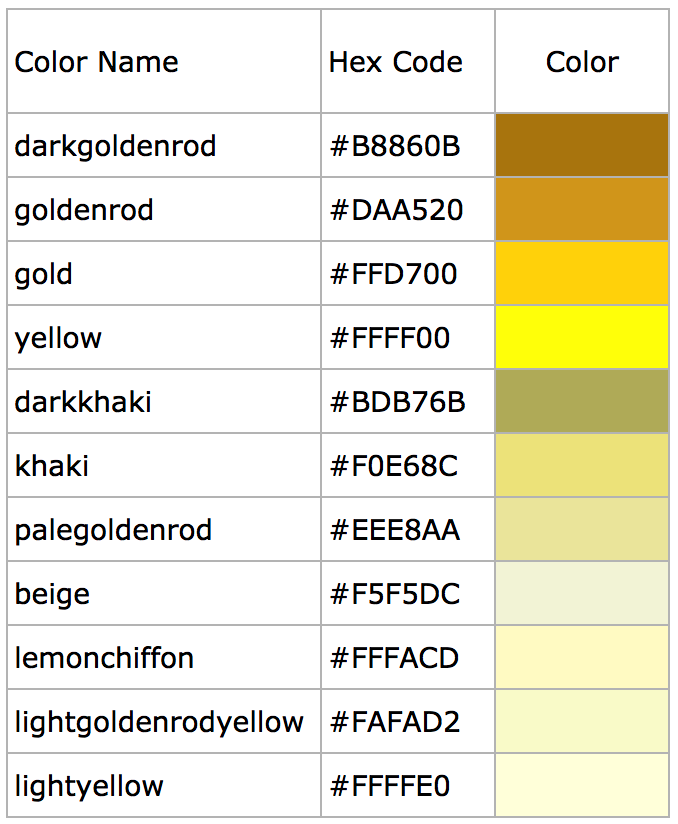 Color Name Hex Code Color
darkgoldenrod #B8860B
goldenrod #DAA520
gold #FFD700
yellow #FFFF00
darkkhaki #BDB76B
khaki #F0E68C
palegoldenrod #EEE8AA
beige #F5F5DC
lemonchiffon #FFFACD
lightgoldenrodyellow #FAFAD2
lightyellow #FFFFE0